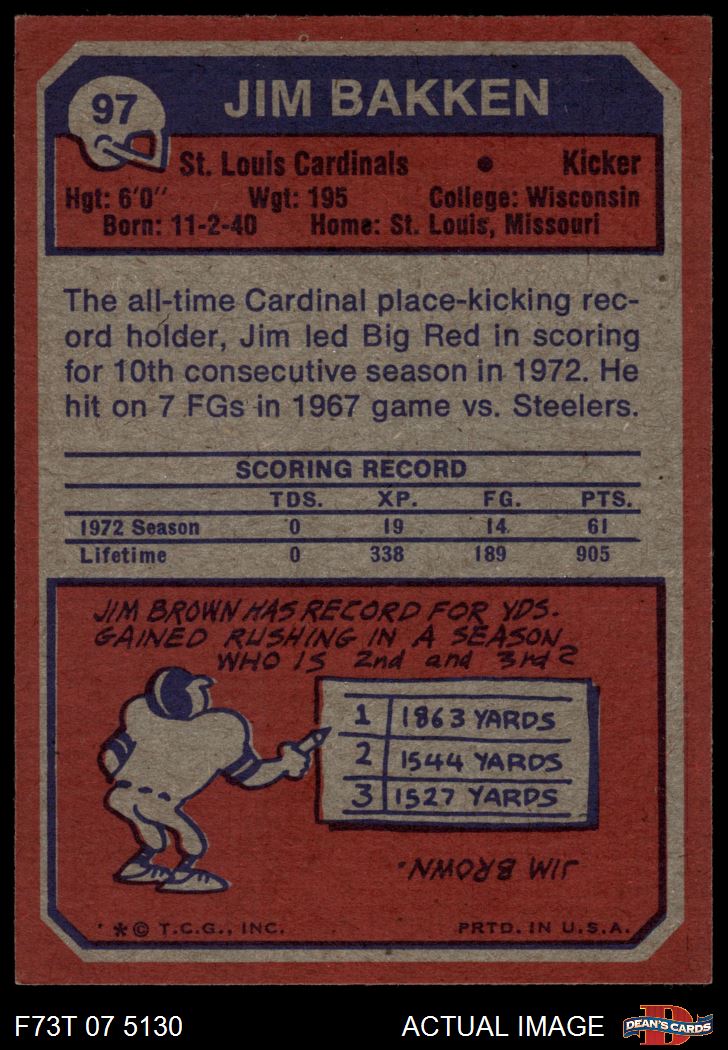 97
JIM BAKKEN
St. Louis Cardinals • Kicker
Hgt: 6'0" Wgt: 195 College: Wisconsin
Born: 11-2-40 Home: St. Louis, Missouri
The all-time Cardinal place-kicking rec-
ord holder, Jim led Big Red in scoring
for 10th consecutive season in 1972. He
hit on 7 FGs in 1967 game vs. Steelers.
SCORING RECORD
TDS. XP. FG. PTS.
1972 Season 0 19 14 61
Lifetime 0 338 189 905
JIM BROWN HAS RECORD FOR YDS.
GAINED RUSHING IN A SEASON
WHO IS 2nd and 3rd?
1 1863 YARDS
2 1544 YARDS
3 1527 YARDS
JIM BROWN.
* © T.C.G., INC. PRTD. IN U.S.A.
F73T 07 5130 ACTUAL IMAGE
D
DEAN'S CARDS